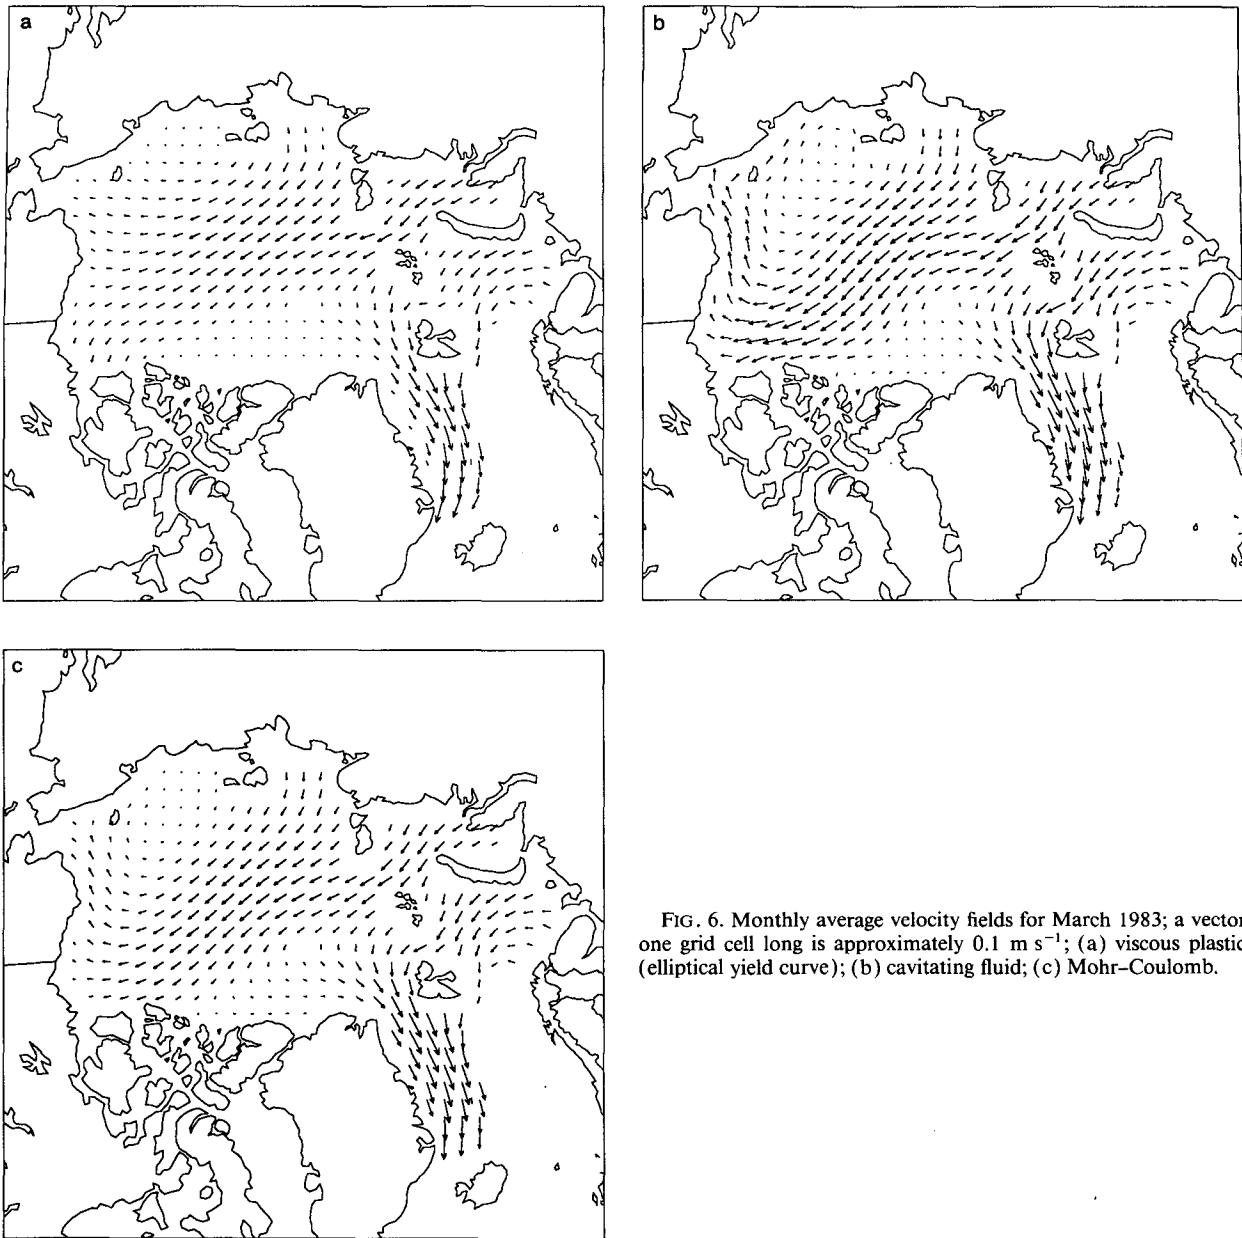 a
b
c
FIG. 6. Monthly average velocity fields for March 1983; a vector
one grid cell long is approximately 0.1 m s⁻¹; (a) viscous plastic
(elliptical yield curve); (b) cavitating fluid; (c) Mohr–Coulomb.